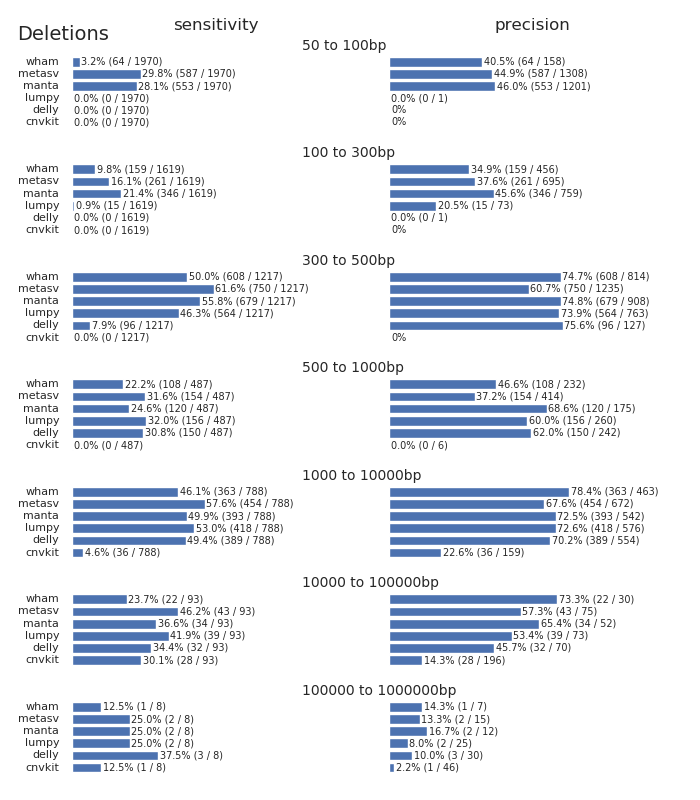 sensitivity precision
Deletions
50 to 100bp
wham 3.2% (64 / 1970) 40.5% (64 / 158)
metasv 29.8% (587 / 1970) 44.9% (587 / 1308)
manta 28.1% (553 / 1970) 46.0% (553 / 1201)
lumpy 0.0% (0 / 1970) 0.0% (0 / 1)
delly 0.0% (0 / 1970) 0%
cnvkit 0.0% (0 / 1970) 0%
100 to 300bp
wham 9.8% (159 / 1619) 34.9% (159 / 456)
metasv 16.1% (261 / 1619) 37.6% (261 / 695)
manta 21.4% (346 / 1619) 45.6% (346 / 759)
lumpy 0.9% (15 / 1619) 20.5% (15 / 73)
delly 0.0% (0 / 1619) 0.0% (0 / 1)
cnvkit 0.0% (0 / 1619) 0%
300 to 500bp
wham 50.0% (608 / 1217) 74.7% (608 / 814)
metasv 61.6% (750 / 1217) 60.7% (750 / 1235)
manta 55.8% (679 / 1217) 74.8% (679 / 908)
lumpy 46.3% (564 / 1217) 73.9% (564 / 763)
delly 7.9% (96 / 1217) 75.6% (96 / 127)
cnvkit 0.0% (0 / 1217) 0%
500 to 1000bp
wham 22.2% (108 / 487) 46.6% (108 / 232)
metasv 31.6% (154 / 487) 37.2% (154 / 414)
manta 24.6% (120 / 487) 68.6% (120 / 175)
lumpy 32.0% (156 / 487) 60.0% (156 / 260)
delly 30.8% (150 / 487) 62.0% (150 / 242)
cnvkit 0.0% (0 / 487) 0.0% (0 / 6)
1000 to 10000bp
wham 46.1% (363 / 788) 78.4% (363 / 463)
metasv 57.6% (454 / 788) 67.6% (454 / 672)
manta 49.9% (393 / 788) 72.5% (393 / 542)
lumpy 53.0% (418 / 788) 72.6% (418 / 576)
delly 49.4% (389 / 788) 70.2% (389 / 554)
cnvkit 4.6% (36 / 788) 22.6% (36 / 159)
10000 to 100000bp
wham 23.7% (22 / 93) 73.3% (22 / 30)
metasv 46.2% (43 / 93) 57.3% (43 / 75)
manta 36.6% (34 / 93) 65.4% (34 / 52)
lumpy 41.9% (39 / 93) 53.4% (39 / 73)
delly 34.4% (32 / 93) 45.7% (32 / 70)
cnvkit 30.1% (28 / 93) 14.3% (28 / 196)
100000 to 1000000bp
wham 12.5% (1 / 8) 14.3% (1 / 7)
metasv 25.0% (2 / 8) 13.3% (2 / 15)
manta 25.0% (2 / 8) 16.7% (2 / 12)
lumpy 25.0% (2 / 8) 8.0% (2 / 25)
delly 37.5% (3 / 8) 10.0% (3 / 30)
cnvkit 12.5% (1 / 8) 2.2% (1 / 46)